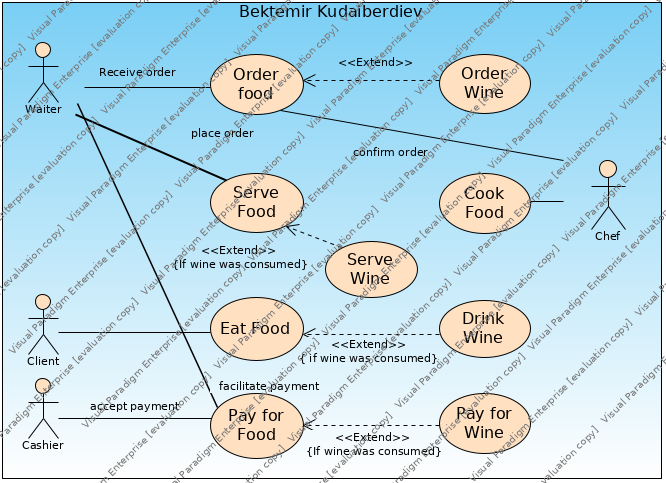 Bektemir Kudaiberdiev
Waiter
Receive order
Order
food
<<Extend>>
Order
Wine
place order
confirm order
Serve
Food
Cook
Food
Chef
<<Extend>>
{If wine was consumed}
Serve
Wine
Client
Eat Food
<<Extend>>
{ if wine was consumed}
Drink
Wine
facilitate payment
Cashier
accept payment
Pay for
Food
<<Extend>>
{If wine was consumed}
Pay for
Wine
Visual Paradigm Enterprise [evaluation copy]